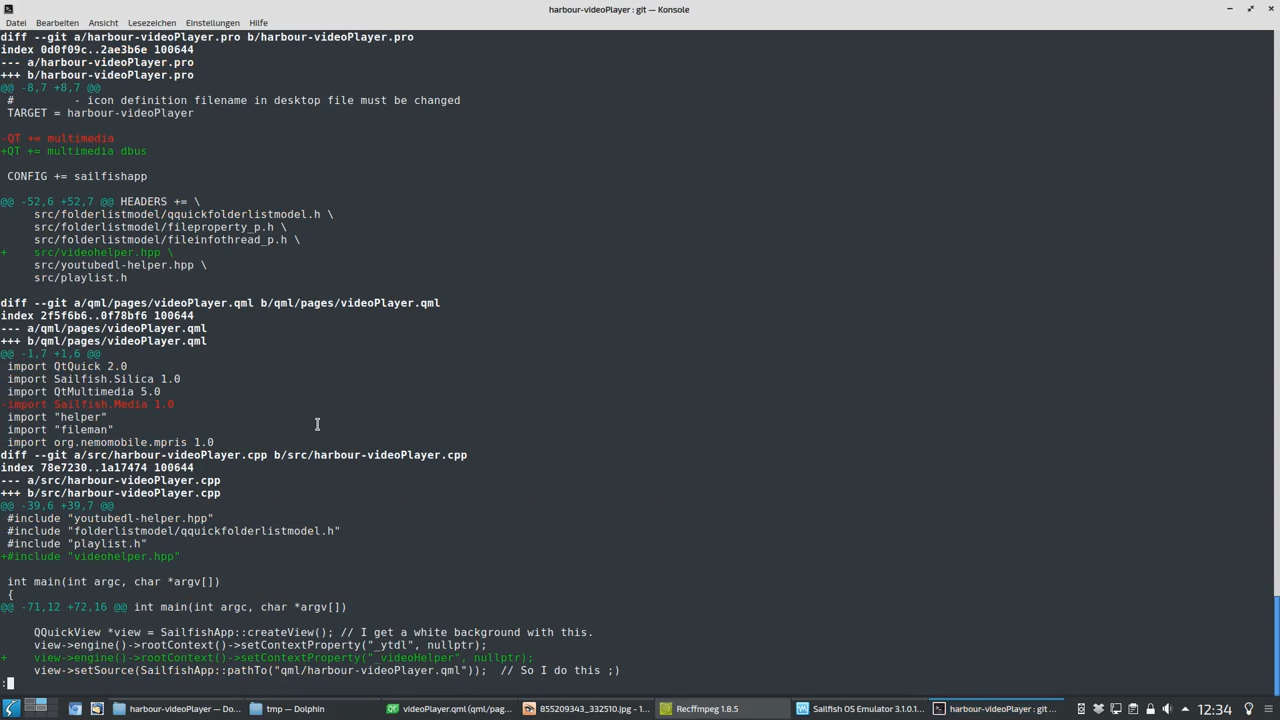 harbour-videoPlayer : git — Konsole
Datei Bearbeiten Ansicht Lesezeichen Einstellungen Hilfe
diff --git a/harbour-videoPlayer.pro b/harbour-videoPlayer.pro
index 0d0f09c..2ae3b6e 100644
--- a/harbour-videoPlayer.pro
+++ b/harbour-videoPlayer.pro
@@ -8,7 +8,7 @@
 #       - icon definition filename in desktop file must be changed
 TARGET = harbour-videoPlayer
-QT += multimedia
+QT += multimedia dbus
 CONFIG += sailfishapp
@@ -52,6 +52,7 @@ HEADERS += \
     src/folderlistmodel/qquickfolderlistmodel.h \
     src/folderlistmodel/fileproperty_p.h \
     src/folderlistmodel/fileinfothread_p.h \
+    src/videohelper.hpp \
     src/youtubedl-helper.hpp \
     src/playlist.h
diff --git a/qml/pages/videoPlayer.qml b/qml/pages/videoPlayer.qml
index 2f5f6b6..0f78bf6 100644
--- a/qml/pages/videoPlayer.qml
+++ b/qml/pages/videoPlayer.qml
@@ -1,7 +1,6 @@
 import QtQuick 2.0
 import Sailfish.Silica 1.0
 import QtMultimedia 5.0
-import Sailfish.Media 1.0
 import "helper"
 import "fileman"
 import org.nemomobile.mpris 1.0
diff --git a/src/harbour-videoPlayer.cpp b/src/harbour-videoPlayer.cpp
index 78e7230..1a17474 100644
--- a/src/harbour-videoPlayer.cpp
+++ b/src/harbour-videoPlayer.cpp
@@ -39,6 +39,7 @@
 #include "youtubedl-helper.hpp"
 #include "folderlistmodel/qquickfolderlistmodel.h"
 #include "playlist.h"
+#include "videohelper.hpp"
 int main(int argc, char *argv[])
 {
@@ -71,12 +72,16 @@ int main(int argc, char *argv[])
     QQuickView *view = SailfishApp::createView(); // I get a white background with this.
     view->engine()->rootContext()->setContextProperty("_ytdl", nullptr);
+    view->engine()->rootContext()->setContextProperty("_videoHelper", nullptr);
     view->setSource(SailfishApp::pathTo("qml/harbour-videoPlayer.qml"));  // So I do this ;)
:
harbour-videoPlayer — Do... tmp — Dolphin videoPlayer.qml (qml/pag... 855209343_332510.jpg - 1... Recffmpeg 1.8.5 Sailfish OS Emulator 3.1.0.1... harbour-videoPlayer : git ... 12:34